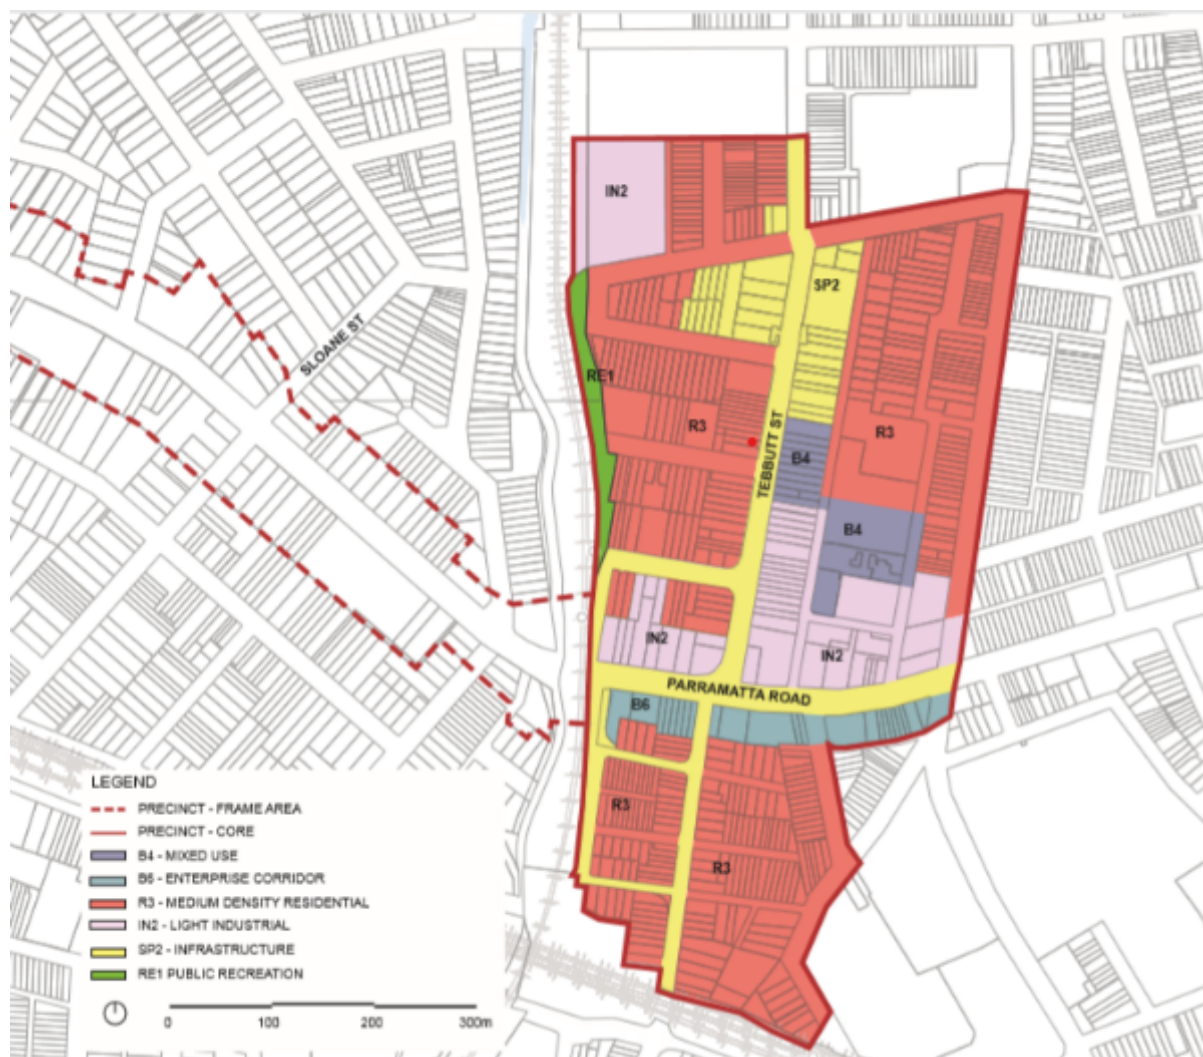 IN2
SP2
SLOANE ST
RE1
R3
R3
TEBBUTT ST
B4
B4
IN2
IN2
PARRAMATTA ROAD
B6
R3
R3
LEGEND
PRECINCT - FRAME AREA
PRECINCT - CORE
B4 - MIXED USE
B6 - ENTERPRISE CORRIDOR
R3 - MEDIUM DENSITY RESIDENTIAL
IN2 - LIGHT INDUSTRIAL
SP2 - INFRASTRUCTURE
RE1 PUBLIC RECREATION
0 100 200 300m